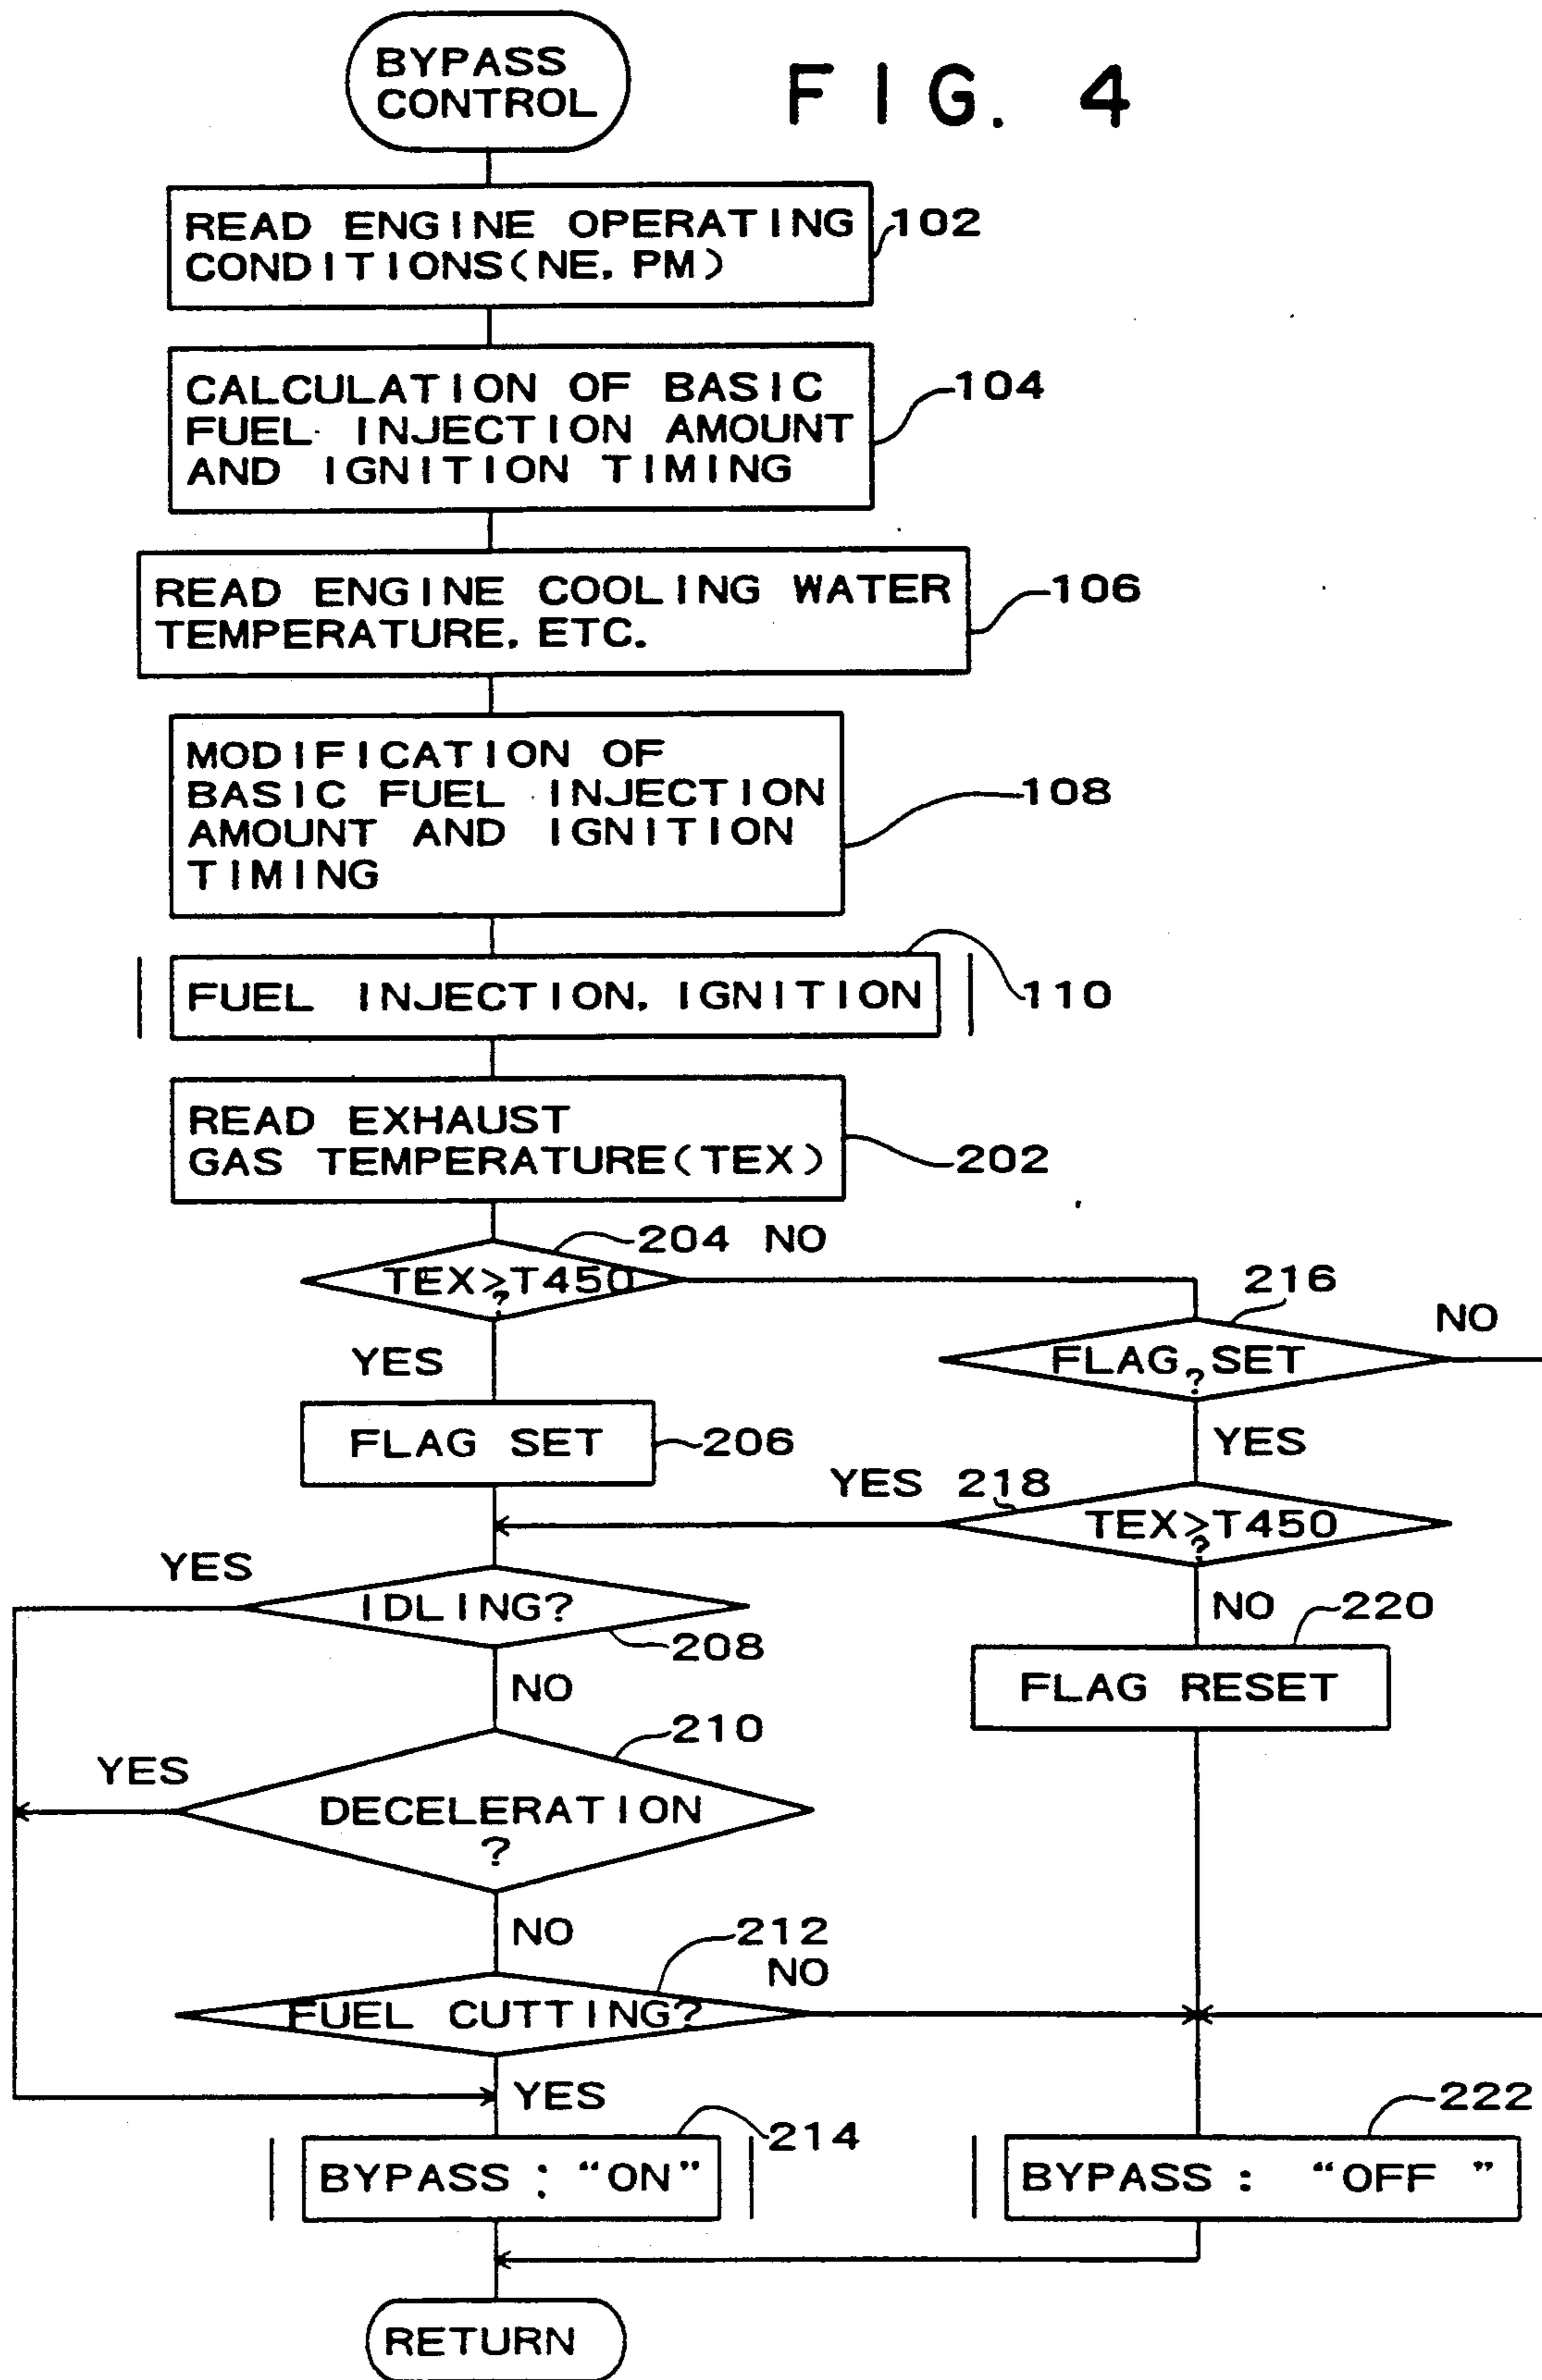 BYPASS
CONTROL
FIG. 4
READ ENGINE OPERATING
CONDITIONS(NE. PM)
102
CALCULATION OF BASIC
FUEL INJECTION AMOUNT
AND IGNITION TIMING
104
READ ENGINE COOLING WATER
TEMPERATURE. ETC.
106
MODIFICATION OF
BASIC FUEL INJECTION
AMOUNT AND IGNITION
TIMING
108
FUEL INJECTION. IGNITION
110
READ EXHAUST
GAS TEMPERATURE(TEX)
202
204 NO
TEX>T450
?
216
NO
YES
FLAG SET
?
FLAG SET
206
YES
YES 218
TEX>T450
?
YES
IDLING?
208
NO
220
NO
FLAG RESET
210
YES
DECELERATION
?
NO
212
NO
FUEL CUTTING?
YES
214
222
BYPASS : “ON”
BYPASS : “OFF ”
RETURN